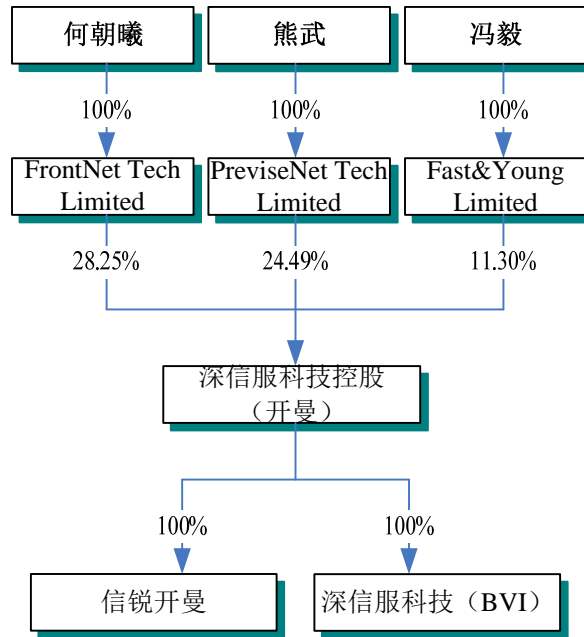 何朝曦
熊武
冯毅
100%
100%
100%
FrontNet Tech
Limited
PreviseNet Tech
Limited
Fast&Young
Limited
28.25%
24.49%
11.30%
深信服科技控股
（开曼）
100%
100%
信锐开曼
深信服科技（BVI）